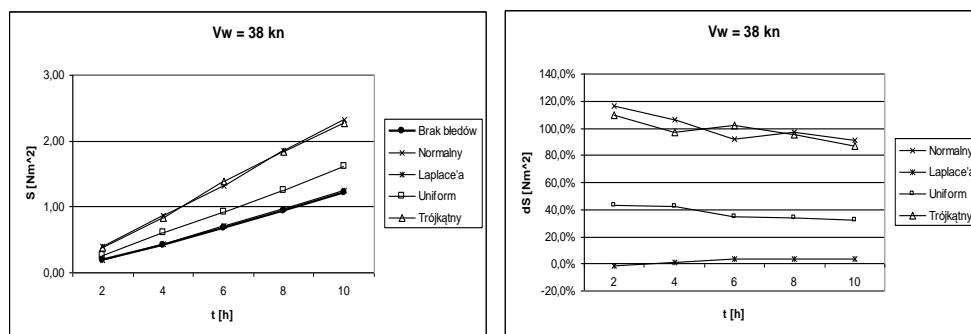 Vw = 38 kn
3,00
2,00
1,00
0,00
S [Nm^2]
2 4 6 8 10
t [h]
Brak błedów
Normalny
Laplace'a
Uniform
Trójkątny
Vw = 38 kn
140,0%
120,0%
100,0%
80,0%
60,0%
40,0%
20,0%
0,0%
-20,0%
dS [Nm^2]
2 4 6 8 10
t [h]
Normalny
Laplace'a
Uniform
Trójkątny